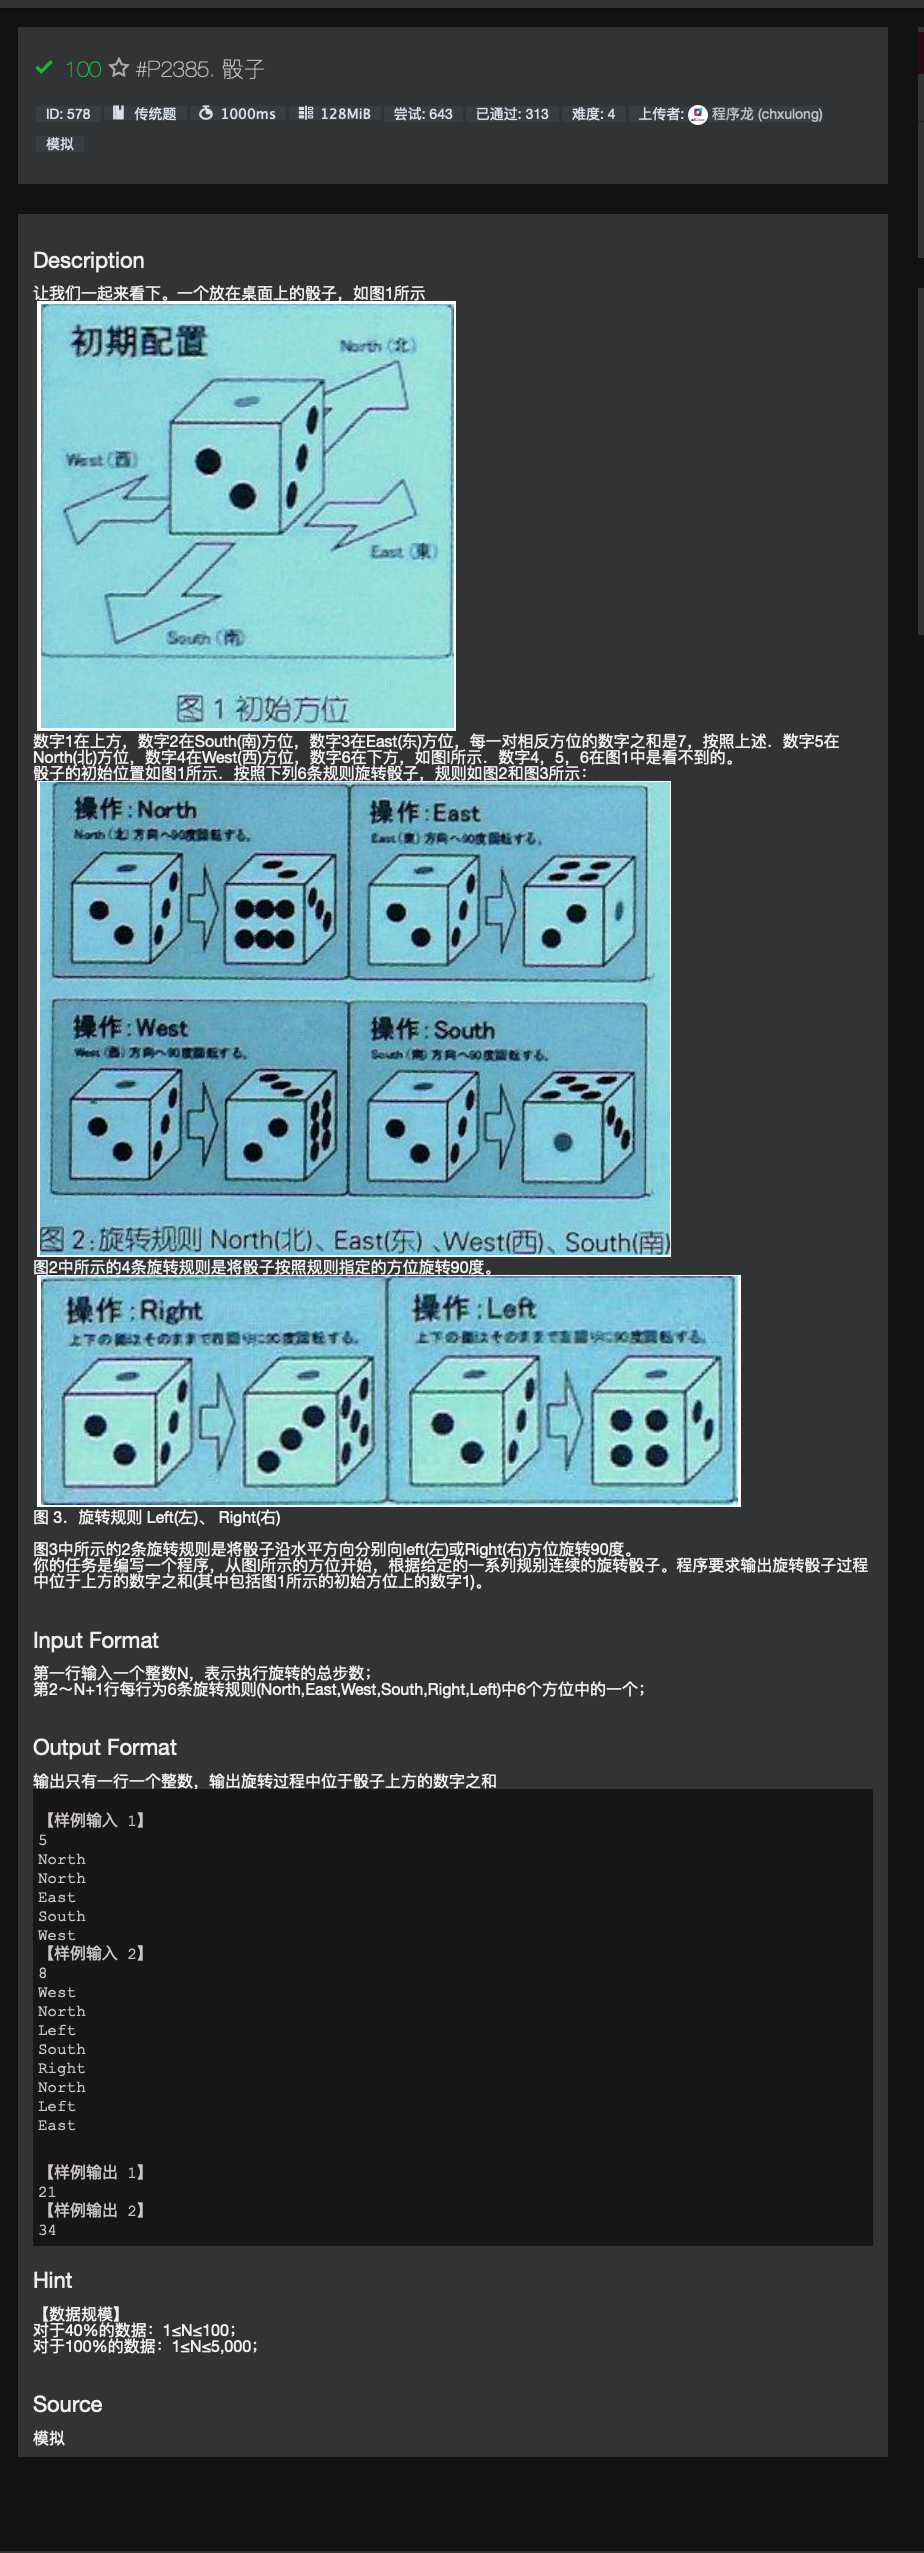 100 #P2385. 骰子
ID: 578 传统题 1000ms 128MiB 尝试: 643 已通过: 313 难度: 4 上传者: 程序龙 (chxulong)
模拟
Description
让我们一起来看下。一个放在桌面上的骰子，如图1所示
初期配置
North (北)
West (西)
East (東)
South (南)
图 1 初始方位
数字1在上方，数字2在South(南)方位，数字3在East(东)方位，每一对相反方位的数字之和是7，按照上述．数字5在
North(北)方位，数字4在West(西)方位，数字6在下方，如图l所示．数字4，5，6在图1中是看不到的。
骰子的初始位置如图1所示．按照下列6条规则旋转骰子，规则如图2和图3所示：
操作:North
North (北) 方向へ90度回転する。
操作:East
East (東) 方向へ90度回転する。
操作:West
West (西) 方向へ90度回転する。
操作:South
South (南) 方向へ90度回転する。
图 2:旋转规则 North(北)、East(东) 、West(西)、South(南)
图2中所示的4条旋转规则是将骰子按照规则指定的方位旋转90度。
操作:Right
上下の面はそのままで右回りに90度回転する。
操作:Left
上下の面はそのままで左回りに90度回転する。
图 3．旋转规则 Left(左)、 Right(右)
图3中所示的2条旋转规则是将骰子沿水平方向分别向left(左)或Right(右)方位旋转90度。
你的任务是编写一个程序，从图l所示的方位开始，根据给定的一系列规别连续的旋转骰子。程序要求输出旋转骰子过程
中位于上方的数字之和(其中包括图1所示的初始方位上的数字1)。
Input Format
第一行输入一个整数N，表示执行旋转的总步数；
第2～N+1行每行为6条旋转规则(North,East,West,South,Right,Left)中6个方位中的一个；
Output Format
输出只有一行一个整数，输出旋转过程中位于骰子上方的数字之和
【样例输入 1】
5
North
North
East
South
West
【样例输入 2】
8
West
North
Left
South
Right
North
Left
East
【样例输出 1】
21
【样例输出 2】
34
Hint
【数据规模】
对于40%的数据：1≤N≤100；
对于100%的数据：1≤N≤5,000；
Source
模拟